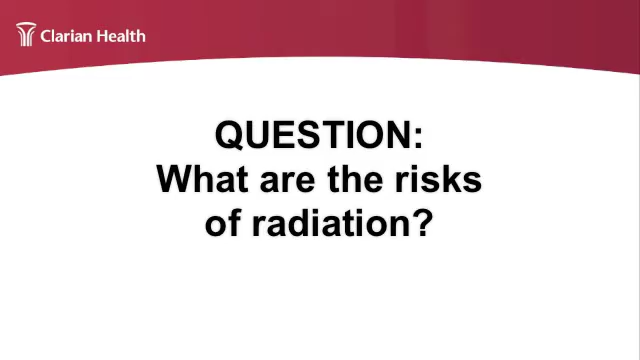 Clarian Health
QUESTION:
What are the risks
of radiation?